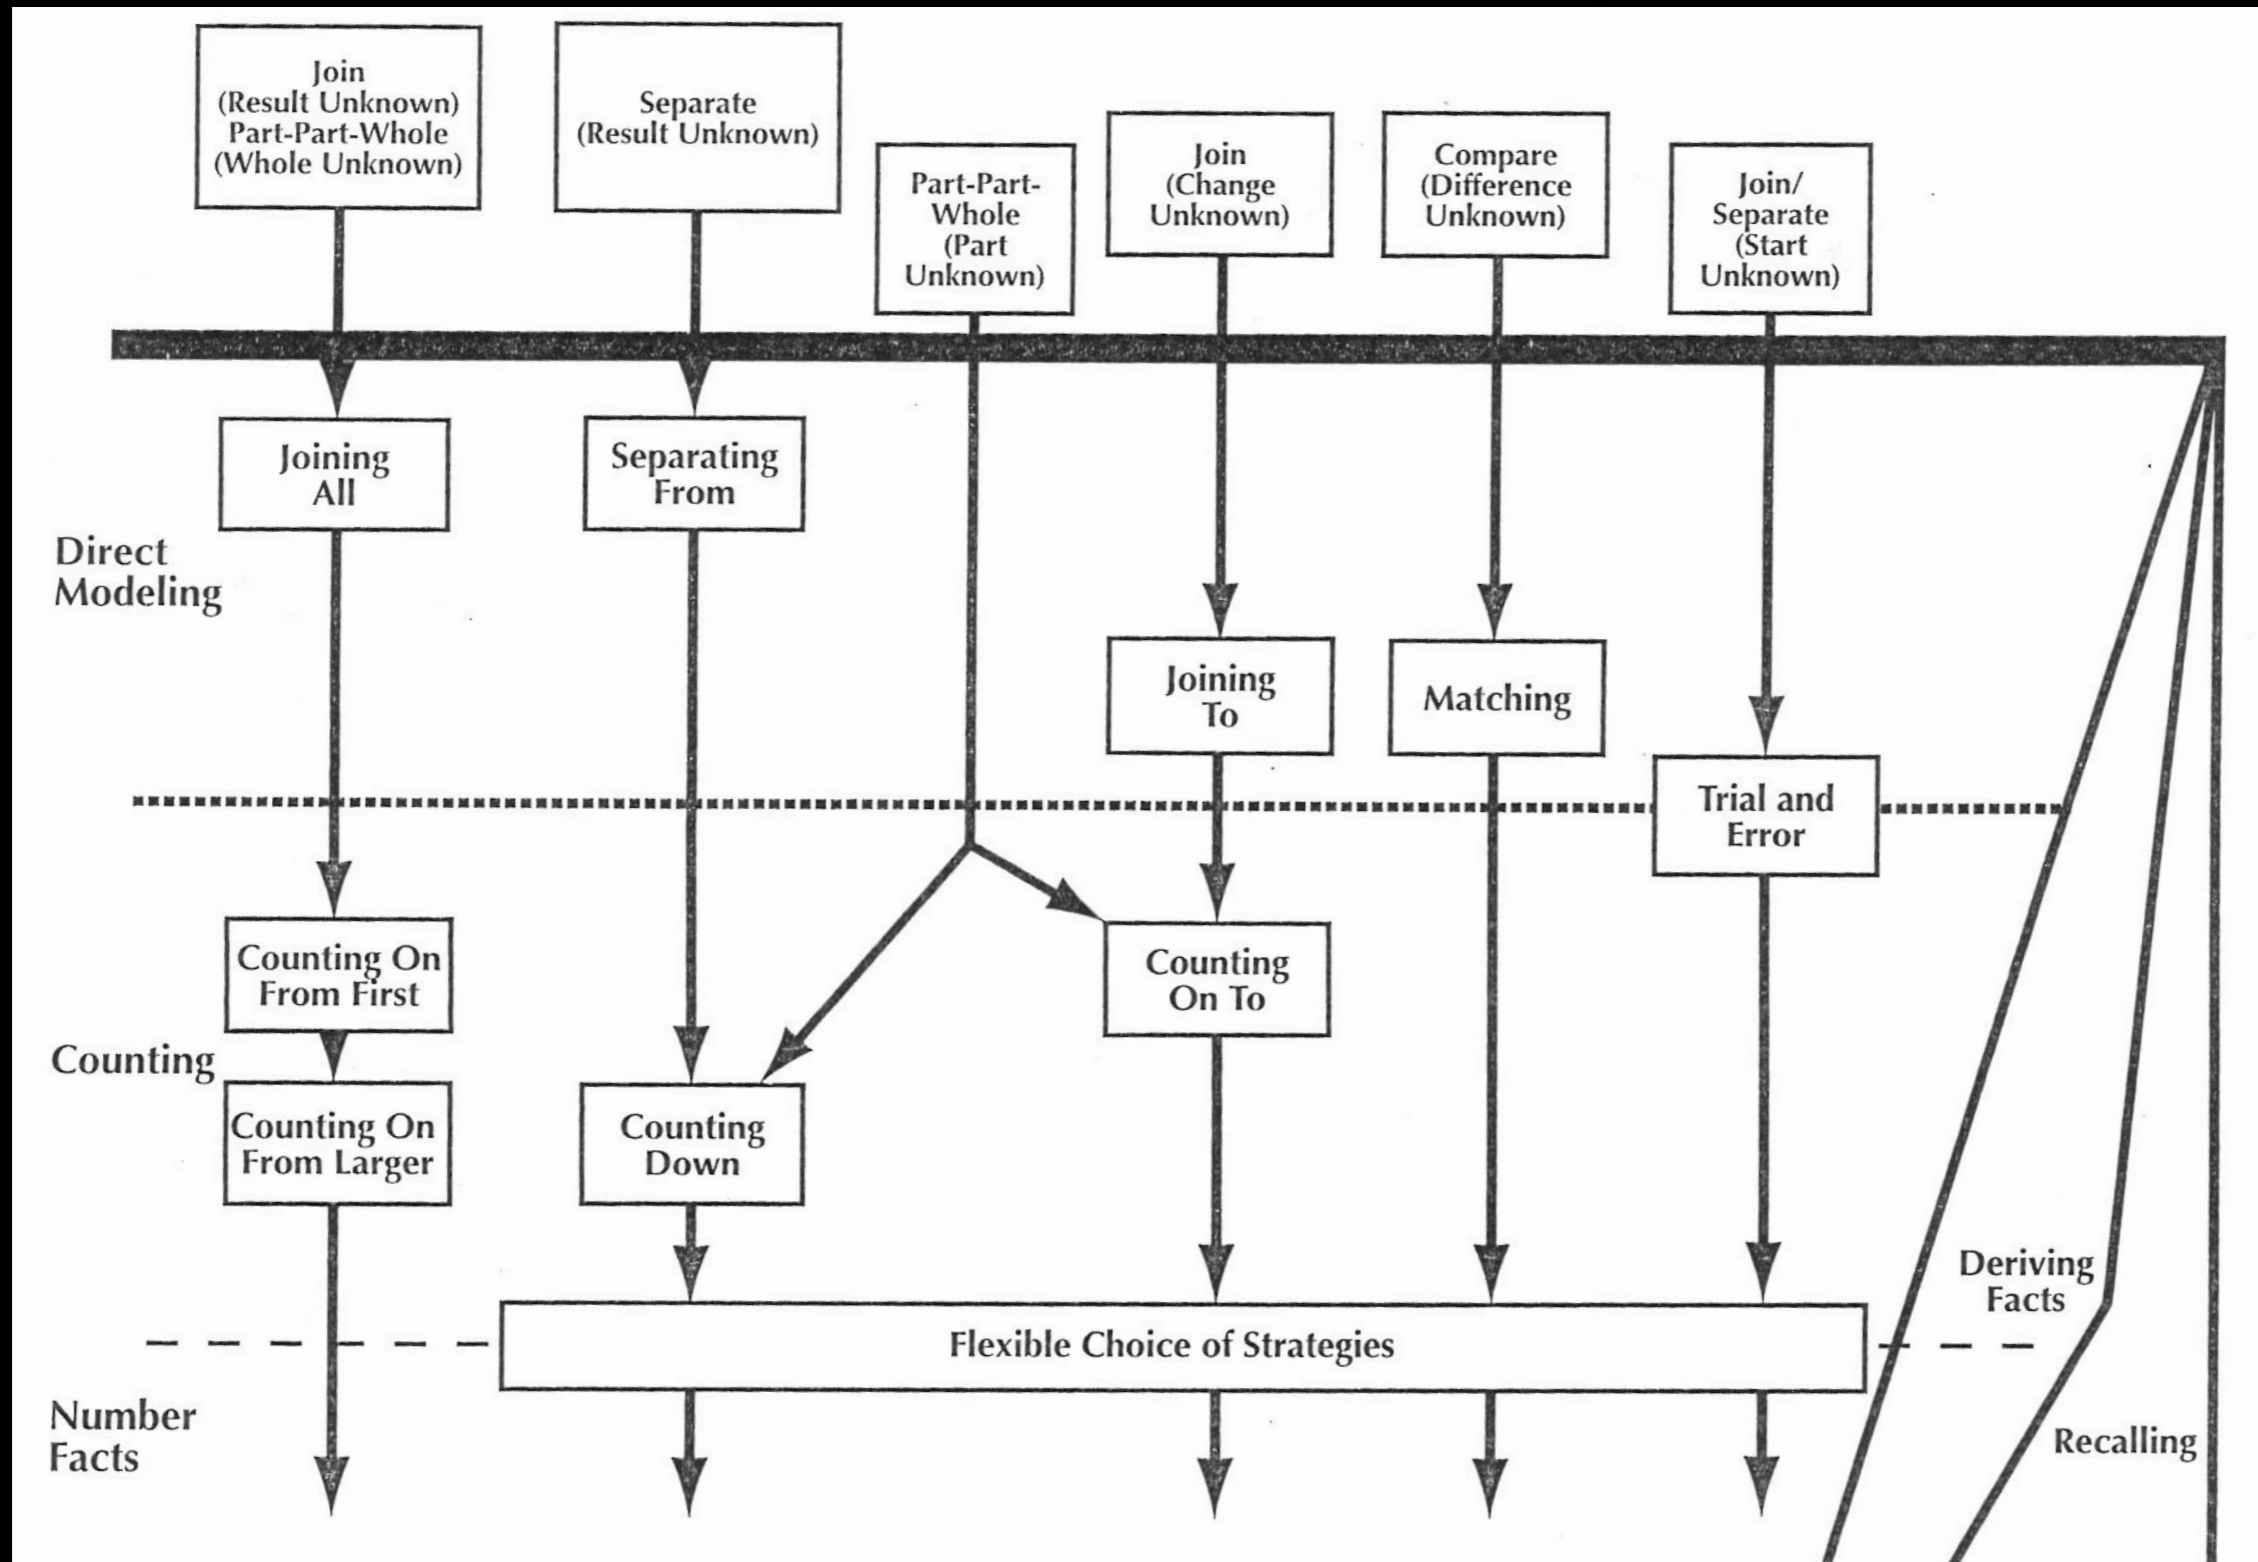 Join
(Result Unknown)
Part-Part-Whole
(Whole Unknown)
Separate
(Result Unknown)
Part-Part-
Whole
(Part
Unknown)
Join
(Change
Unknown)
Compare
(Difference
Unknown)
Join/
Separate
(Start
Unknown)
Joining
All
Separating
From
Direct
Modeling
Joining
To
Matching
Trial and
Error
Counting On
From First
Counting
On To
Counting
Counting On
From Larger
Counting
Down
Deriving
Facts
Flexible Choice of Strategies
Number
Facts
Recalling